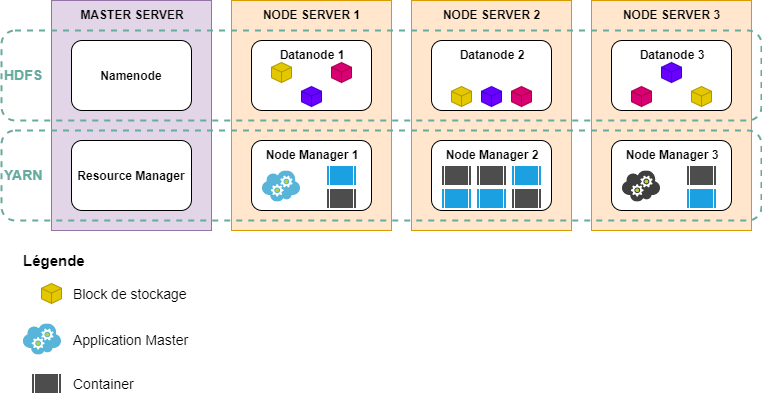 MASTER SERVER
NODE SERVER 1
NODE SERVER 2
NODE SERVER 3
HDFS
Namenode
Datanode 1
Datanode 2
Datanode 3
YARN
Resource Manager
Node Manager 1
Node Manager 2
Node Manager 3
Légende
Block de stockage
Application Master
Container